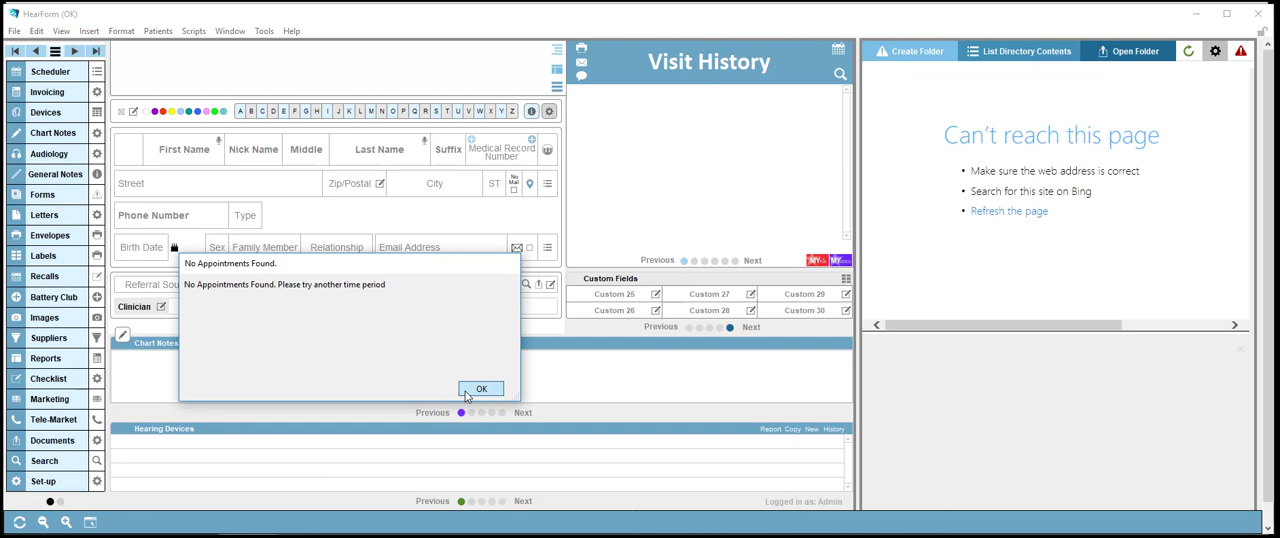 HearForm (OK)
File Edit View Insert Format Patients Scripts Window Tools Help
Scheduler
Invoicing
Devices
Chart Notes
Audiology
General Notes
Forms
Letters
Envelopes
Labels
Recalls
Battery Club
Images
Suppliers
Reports
Checklist
Marketing
Tele-Market
Documents
Search
Set-up
A B C D E F G H I J K L M N O P Q R S T U V W X Y Z
First Name Nick Name Middle Last Name Suffix Medical Record Number
Street Zip/Postal City ST No Mail
Phone Number Type
Birth Date Sex Family Member Relationship Email Address
Referral Sou
Clinician
No Appointments Found.
No Appointments Found. Please try another time period
OK
Chart Notes
Previous Next
Hearing Devices
Report Copy New History
Previous Next
Logged in as: Admin
Visit History
Previous Next
MY
MY
Custom Fields
Custom 25 Custom 27 Custom 29
Custom 26 Custom 28 Custom 30
Previous Next
Create Folder List Directory Contents Open Folder
Can't reach this page
• Make sure the web address is correct
• Search for this site on Bing
• Refresh the page